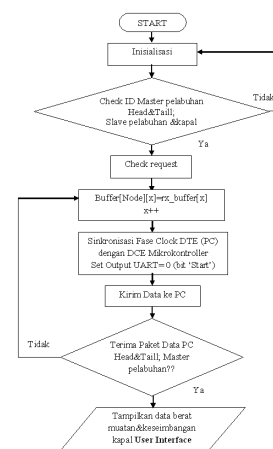 START
Inisialisasi
Check ID Master pelabuhan
Head&Taill,
Slave pelabuhan &kapal
Tidak
Ya
Check request
Buffer[Node][x]=rx_buffer[x]
x++
Sinkronisasi Fase Clock DTE (PC)
dengan DCE Mikrokontroller
Set Output UART=0 (bit 'Start')
Kirim Data ke PC
Terima Paket Data PC
Head&Taill, Master
pelabuhan??
Tidak
Ya
Tampilkan data berat
muatan&keseimbangan
kapal User Interface